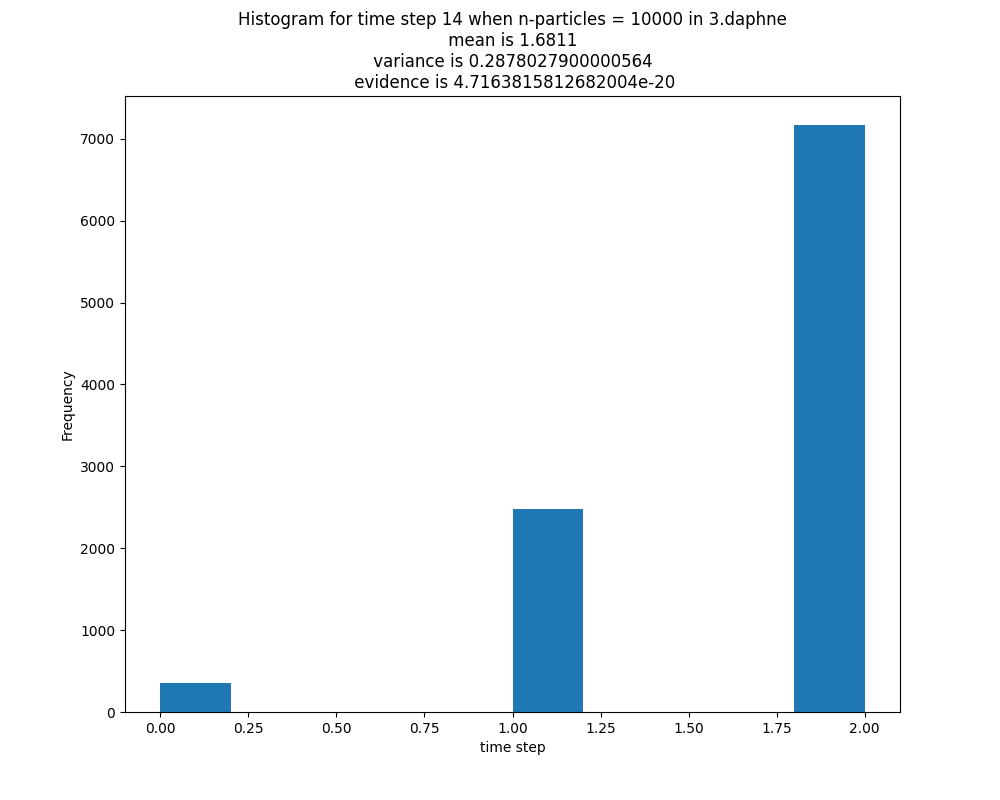 Histogram for time step 14 when n-particles = 10000 in 3.daphne
mean is 1.6811
variance is 0.2878027900000564
evidence is 4.7163815812682004e-20
Frequency
7000
6000
5000
4000
3000
2000
1000
0
0.00 0.25 0.50 0.75 1.00 1.25 1.50 1.75 2.00
time step